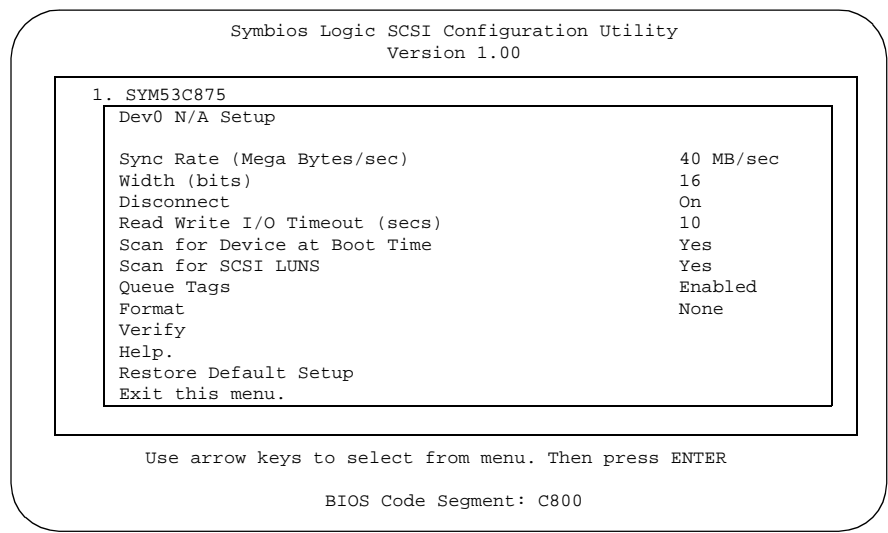 Symbios Logic SCSI Configuration Utility
Version 1.00
1. SYM53C875
Dev0 N/A Setup
Sync Rate (Mega Bytes/sec) 40 MB/sec
Width (bits) 16
Disconnect On
Read Write I/O Timeout (secs) 10
Scan for Device at Boot Time Yes
Scan for SCSI LUNS Yes
Queue Tags Enabled
Format None
Verify
Help.
Restore Default Setup
Exit this menu.
Use arrow keys to select from menu. Then press ENTER
BIOS Code Segment: C800